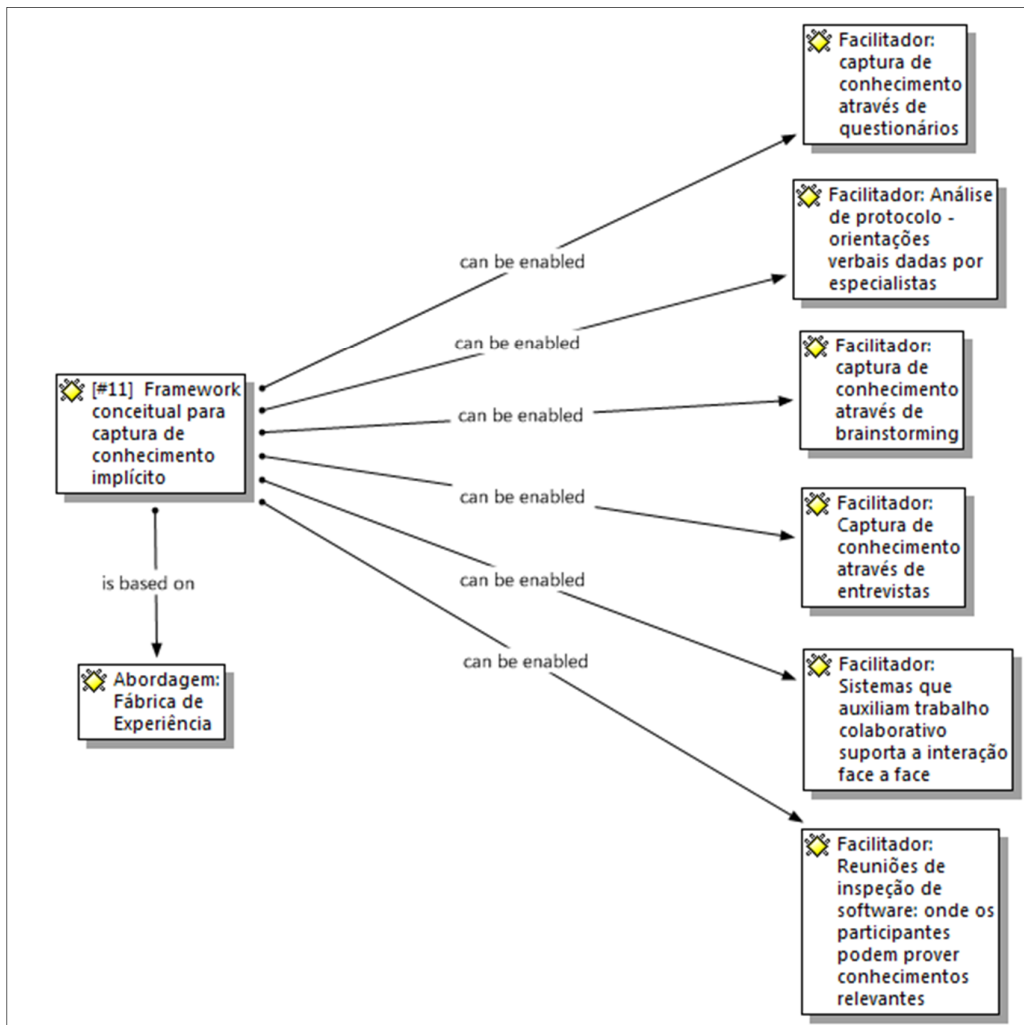 Facilitador:
captura de
conhecimento
através de
questionários
can be enabled
Facilitador: Análise
de protocolo -
orientações
verbais dadas por
especialistas
can be enabled
Facilitador:
captura de
conhecimento
através de
brainstorming
can be enabled
[#11] Framework
conceitual para
captura de
conhecimento
implícito
can be enabled
Facilitador:
Captura de
conhecimento
através de
entrevistas
can be enabled
Facilitador:
Sistemas que
auxiliam trabalho
colaborativo
suporta a interação
face a face
can be enabled
Facilitador:
Reuniões de
inspeção de
software: onde os
participantes
podem prover
conhecimentos
relevantes
is based on
Abordagem:
Fábrica de
Experiência